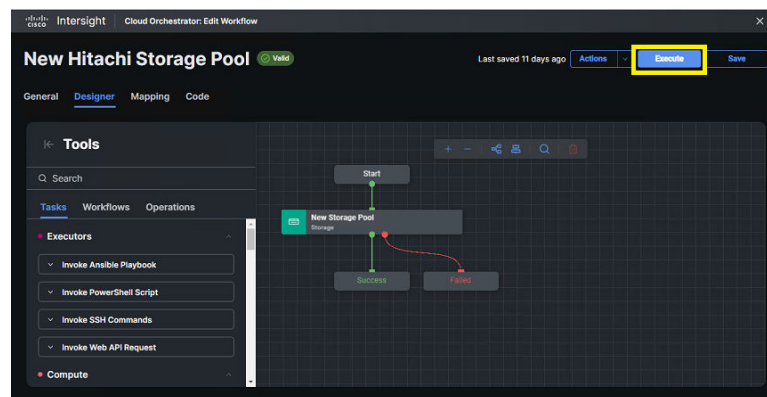 cisco Intersight Cloud Orchestrator: Edit Workflow
New Hitachi Storage Pool Valid Last saved 11 days ago Actions Execute Save
General Designer Mapping Code
Tools
Search
Tasks Workflows Operations
Executors
Invoke Ansible Playbook
Invoke PowerShell Script
Invoke SSH Commands
Invoke Web API Request
Compute
Start
New Storage Pool
Storage
Success Failed